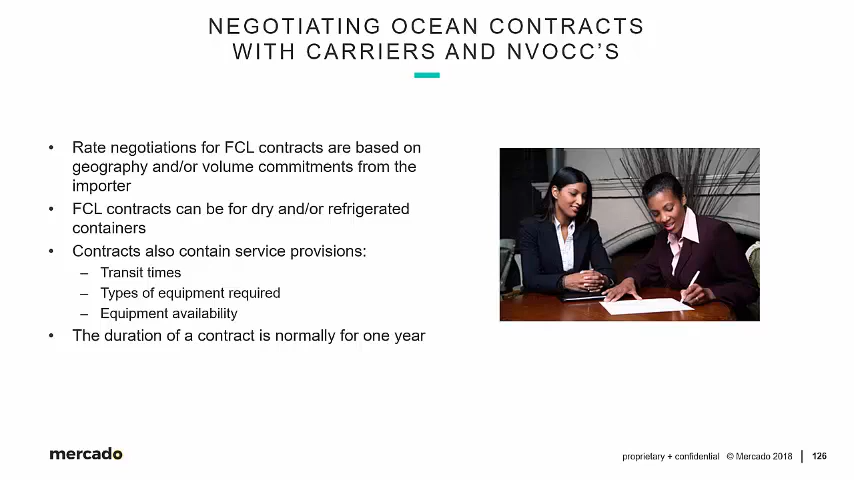 NEGOTIATING OCEAN CONTRACTS
WITH CARRIERS AND NVOCC'S
• Rate negotiations for FCL contracts are based on
geography and/or volume commitments from the
importer
• FCL contracts can be for dry and/or refrigerated
containers
• Contracts also contain service provisions:
– Transit times
– Types of equipment required
– Equipment availability
• The duration of a contract is normally for one year
mercado
proprietary + confidential © Mercado 2018 | 126